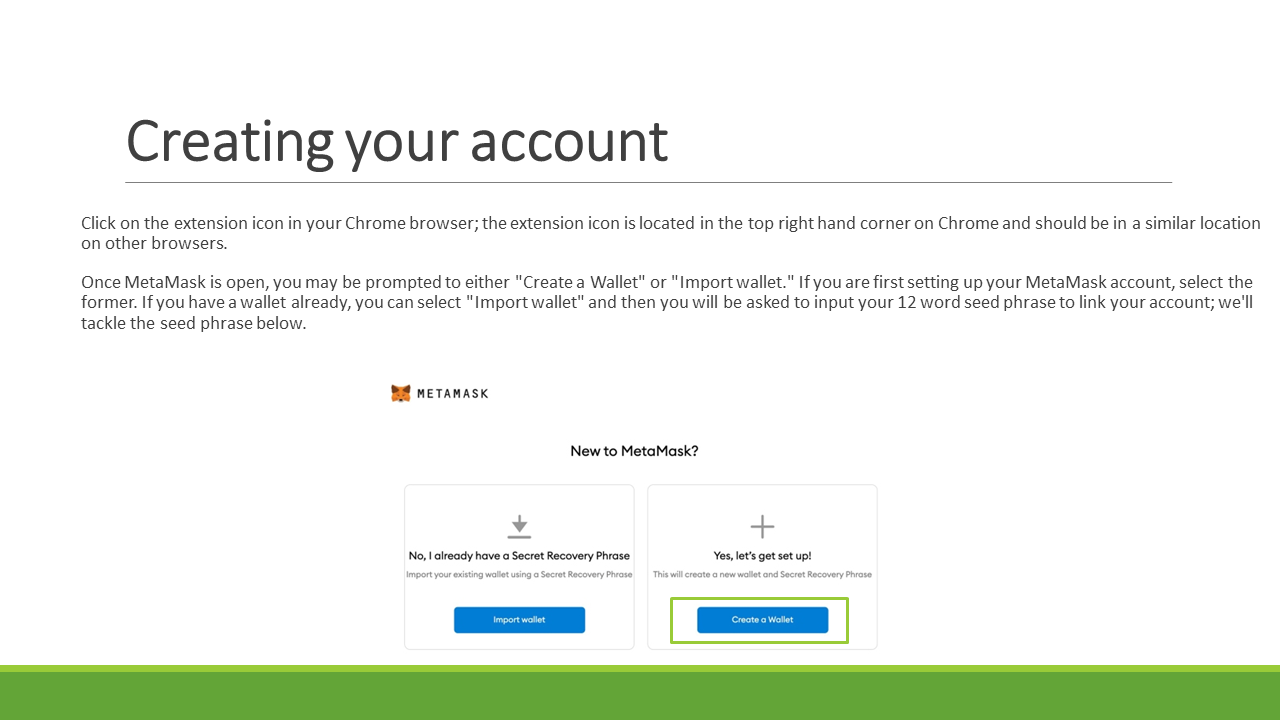 Creating your account
Click on the extension icon in your Chrome browser; the extension icon is located in the top right hand corner on Chrome and should be in a similar location
on other browsers.
Once MetaMask is open, you may be prompted to either "Create a Wallet" or "Import wallet." If you are first setting up your MetaMask account, select the
former. If you have a wallet already, you can select "Import wallet" and then you will be asked to input your 12 word seed phrase to link your account; we'll
tackle the seed phrase below.
METAMASK
New to MetaMask?
No, I already have a Secret Recovery Phrase
Import your existing wallet using a Secret Recovery Phrase
Import wallet
Yes, let's get set up!
This will create a new wallet and Secret Recovery Phrase
Create a Wallet